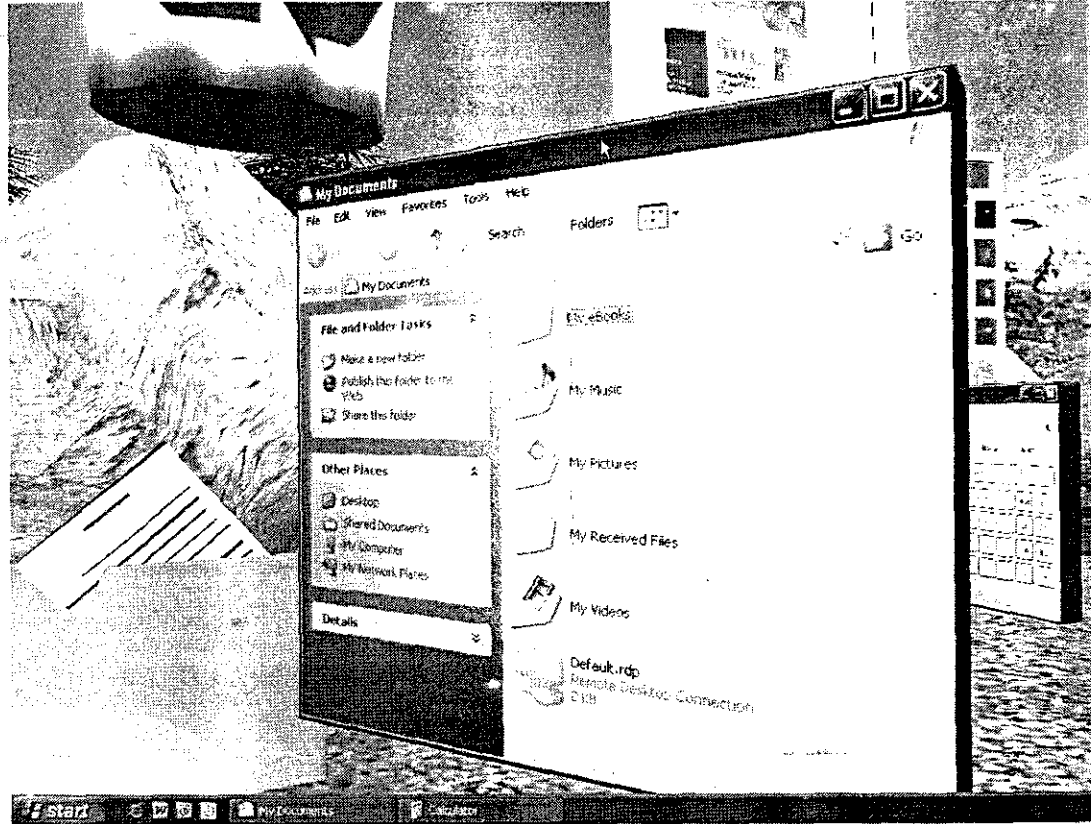 My Documents
File Edit View Favorites Tools Help
Search Folders
Go
Address My Documents
File and Folder Tasks
Make a new folder
Publish this folder to the
Web
Share this folder
Other Places
Desktop
Shared Documents
My Computer
My Network Places
Details
My eBooks
My Music
My Pictures
My Received Files
My Videos
Default.rdp
Remote Desktop Connection
2 KB
start
My Documents
Calculator